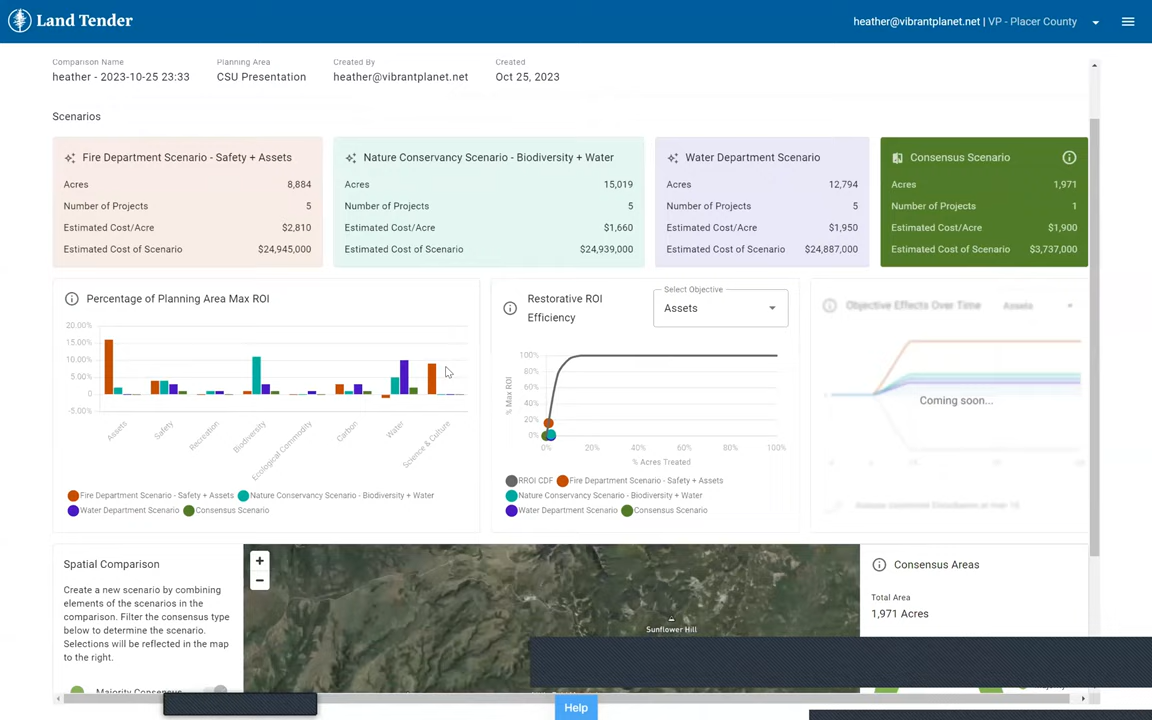 Land Tender
heather@vibrantplanet.net | VP - Placer County
Comparison Name
heather - 2023-10-25 23:33
Planning Area
CSU Presentation
Created By
heather@vibrantplanet.net
Created
Oct 25, 2023
Scenarios
Fire Department Scenario - Safety + Assets
Acres 8,884
Number of Projects 5
Estimated Cost/Acre $2,810
Estimated Cost of Scenario $24,945,000
Nature Conservancy Scenario - Biodiversity + Water
Acres 15,019
Number of Projects 5
Estimated Cost/Acre $1,660
Estimated Cost of Scenario $24,939,000
Water Department Scenario
Acres 12,794
Number of Projects 5
Estimated Cost/Acre $1,950
Estimated Cost of Scenario $24,887,000
Consensus Scenario
Acres 1,971
Number of Projects 1
Estimated Cost/Acre $1,900
Estimated Cost of Scenario $3,737,000
Percentage of Planning Area Max ROI
20.00%
15.00%
10.00%
5.00%
0
-5.00%
Assets
Safety
Recreation
Biodiversity
Ecological Commodity
Carbon
Water
Science & Culture
Fire Department Scenario - Safety + Assets
Nature Conservancy Scenario - Biodiversity + Water
Water Department Scenario
Consensus Scenario
Restorative ROI
Efficiency
Select Objective
Assets
% Max ROI
100%
80%
60%
40%
20%
0%
0% 20% 40% 60% 80% 100%
% Acres Treated
RROI CDF
Fire Department Scenario - Safety + Assets
Nature Conservancy Scenario - Biodiversity + Water
Water Department Scenario
Consensus Scenario
Objective Effects Over Time
Assets
Coming soon...
Spatial Comparison
Create a new scenario by combining
elements of the scenarios in the
comparison. Filter the consensus type
below to determine the scenario.
Selections will be reflected in the map
to the right.
Majority Consensus
+
−
Sunflower Hill
Consensus Areas
Total Area
1,971 Acres
Help